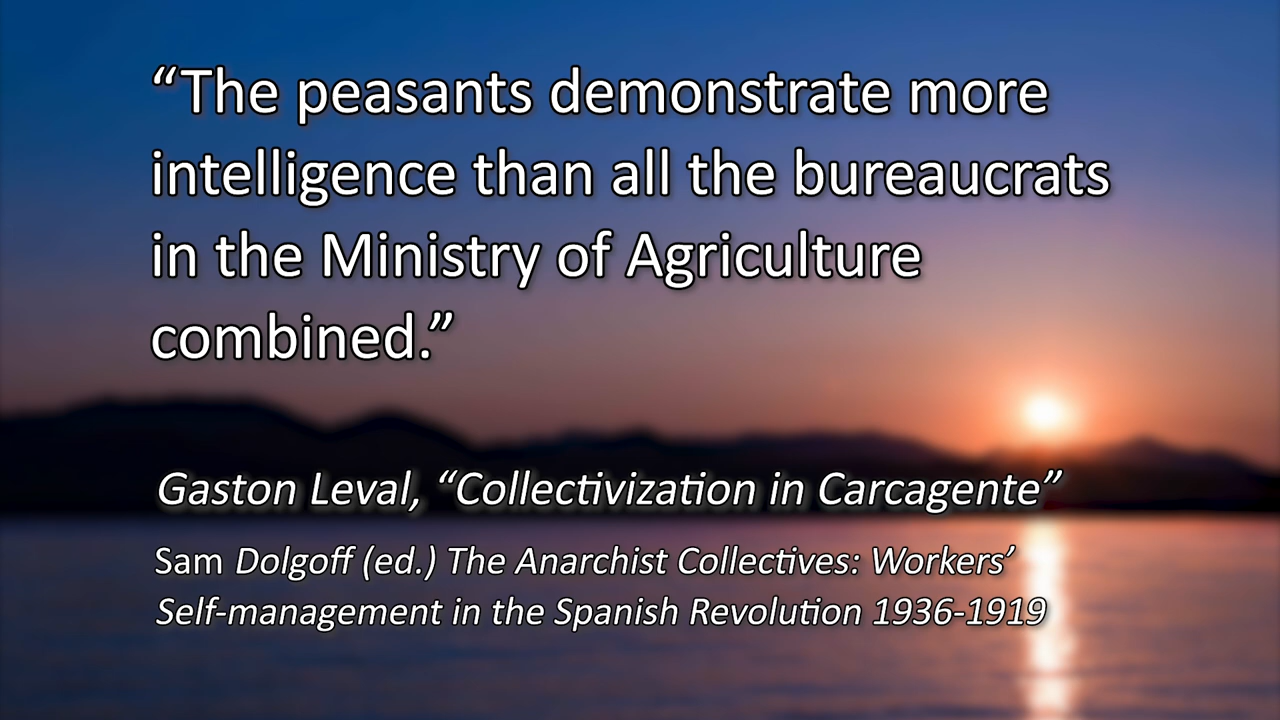 “The peasants demonstrate more
intelligence than all the bureaucrats
in the Ministry of Agriculture
combined.”
Gaston Leval, “Collectivization in Carcagente”
Sam Dolgoff (ed.) The Anarchist Collectives: Workers’
Self-management in the Spanish Revolution 1936-1919